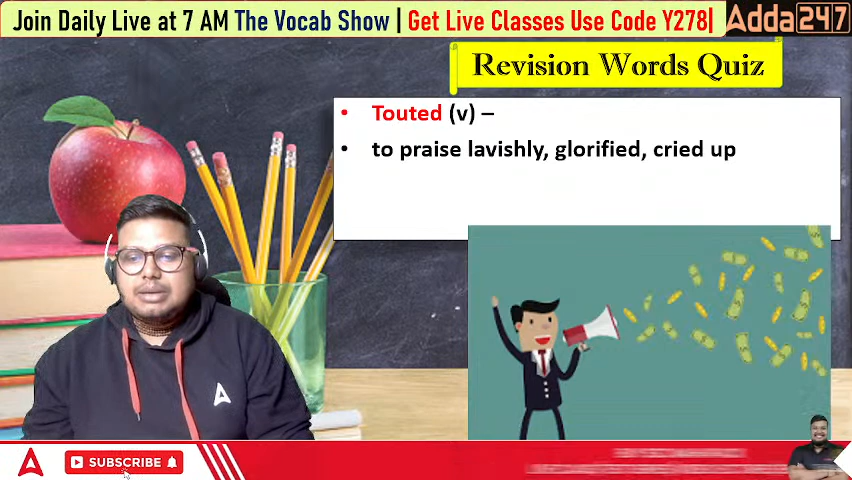 Join Daily Live at 7 AM The Vocab Show | Get Live Classes Use Code Y278|
Adda247
Revision Words Quiz
• Touted (v) –
• to praise lavishly, glorified, cried up
SUBSCRIBE